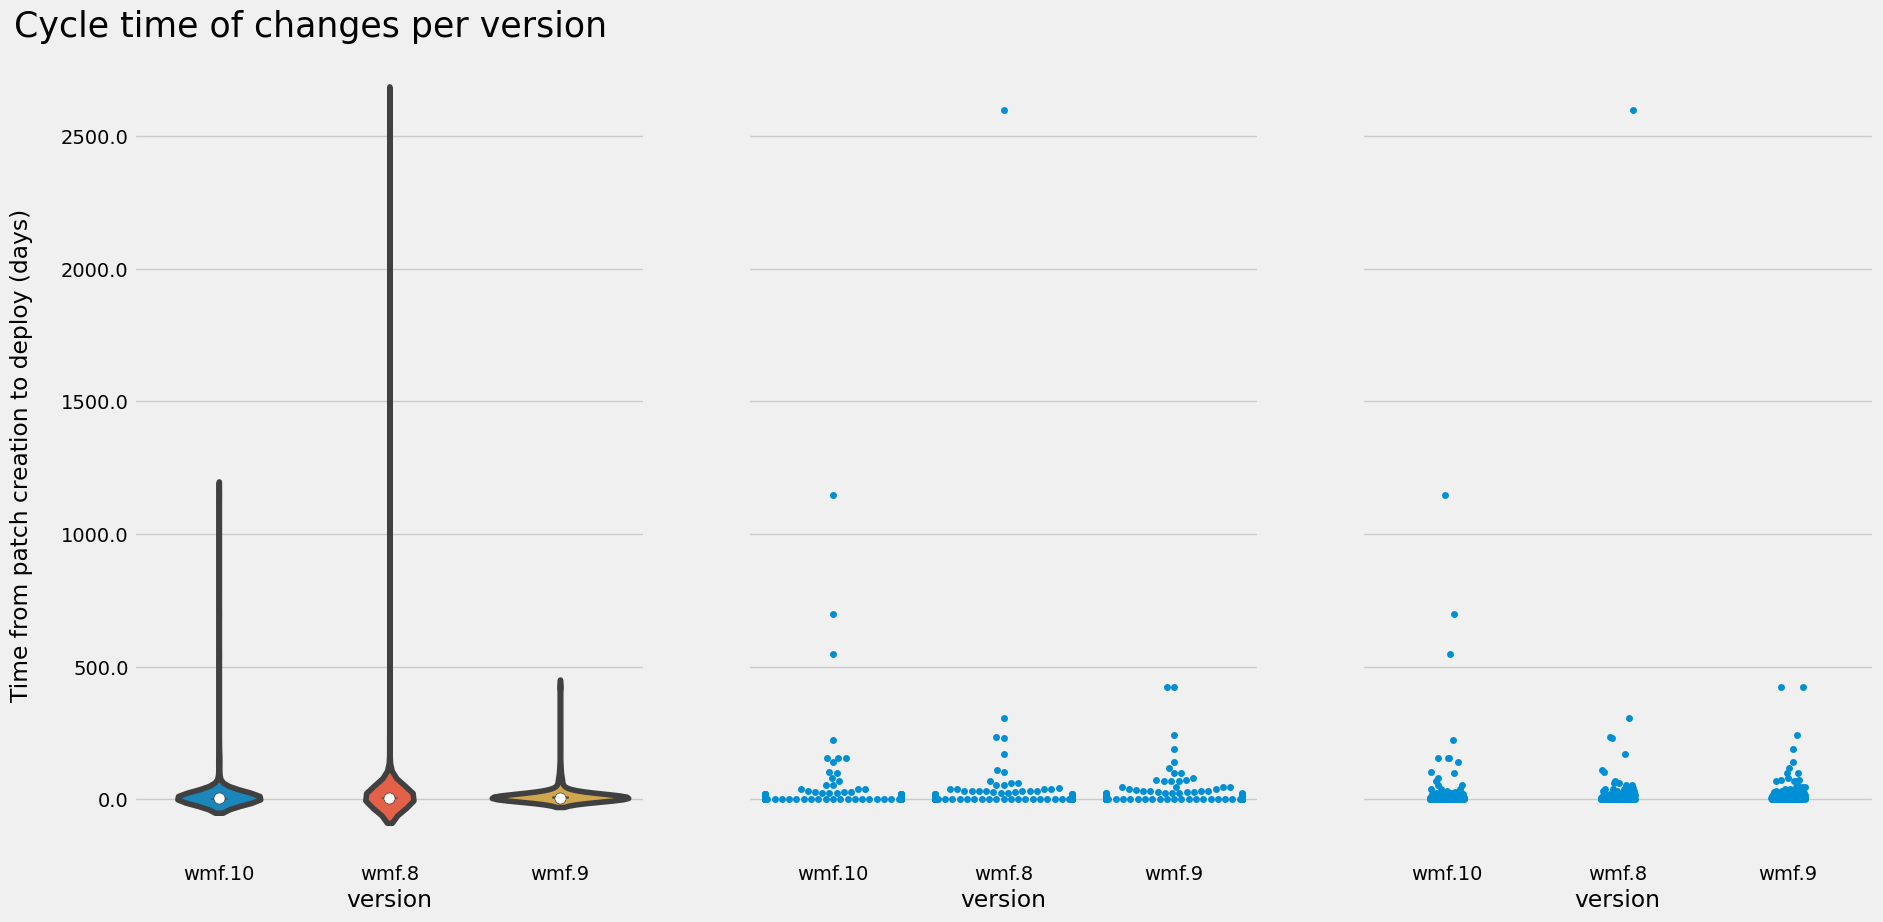 Cycle time of changes per version
Time from patch creation to deploy (days)
2500.0
2000.0
1500.0
1000.0
500.0
0.0
wmf.10 wmf.8 wmf.9
version
wmf.10 wmf.8 wmf.9
version
wmf.10 wmf.8 wmf.9
version